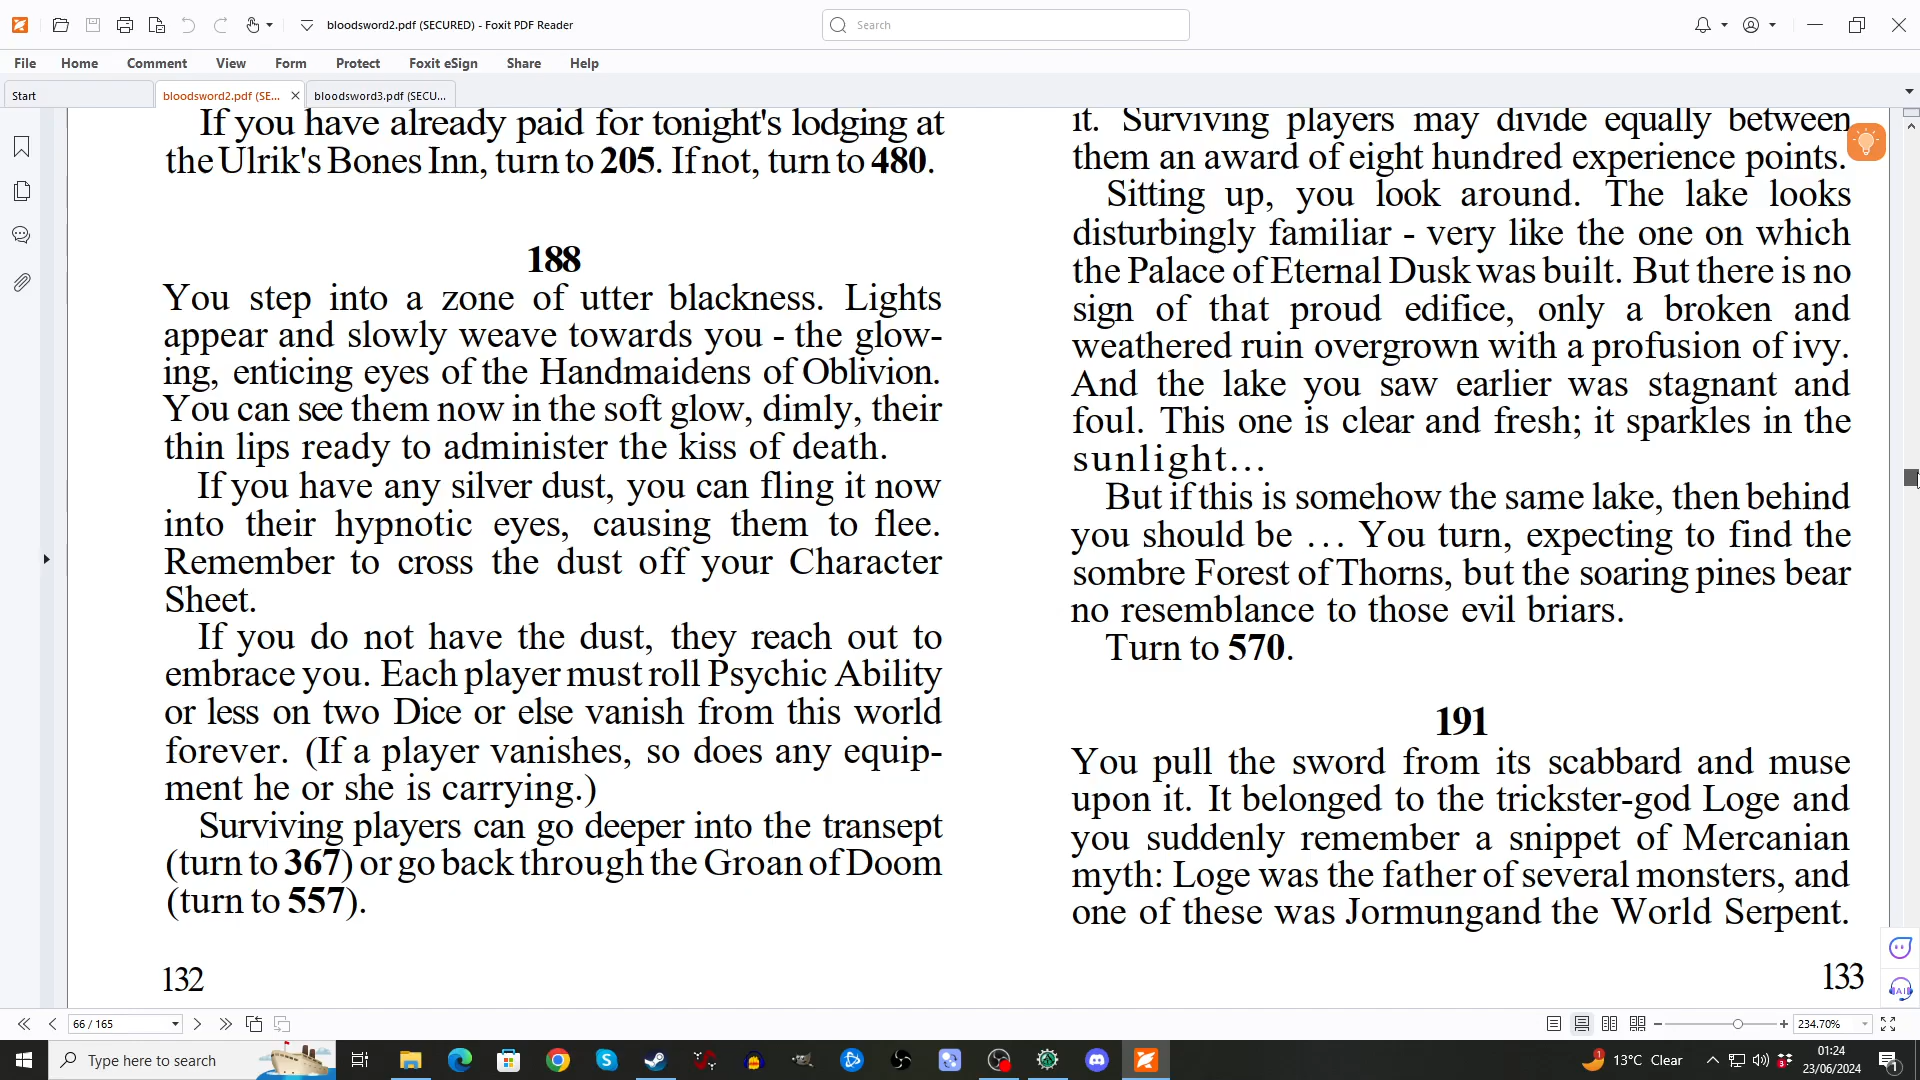 bloodsword2.pdf (SECURED) - Foxit PDF Reader
Search
File Home Comment View Form Protect Foxit eSign Share Help
Start
bloodsword2.pdf (SE...
bloodsword3.pdf (SECU...
If you have already paid for tonight's lodging at
the Ulrik's Bones Inn, turn to 205. If not, turn to 480.
188
You step into a zone of utter blackness. Lights
appear and slowly weave towards you - the glow-
ing, enticing eyes of the Handmaidens of Oblivion.
You can see them now in the soft glow, dimly, their
thin lips ready to administer the kiss of death.
If you have any silver dust, you can fling it now
into their hypnotic eyes, causing them to flee.
Remember to cross the dust off your Character
Sheet.
If you do not have the dust, they reach out to
embrace you. Each player must roll Psychic Ability
or less on two Dice or else vanish from this world
forever. (If a player vanishes, so does any equip-
ment he or she is carrying.)
Surviving players can go deeper into the transept
(turn to 367) or go back through the Groan of Doom
(turn to 557).
132
it. Surviving players may divide equally between
them an award of eight hundred experience points.
Sitting up, you look around. The lake looks
disturbingly familiar - very like the one on which
the Palace of Eternal Dusk was built. But there is no
sign of that proud edifice, only a broken and
weathered ruin overgrown with a profusion of ivy.
And the lake you saw earlier was stagnant and
foul. This one is clear and fresh; it sparkles in the
sunlight...
But if this is somehow the same lake, then behind
you should be ... You turn, expecting to find the
sombre Forest of Thorns, but the soaring pines bear
no resemblance to those evil briars.
Turn to 570.
191
You pull the sword from its scabbard and muse
upon it. It belonged to the trickster-god Loge and
you suddenly remember a snippet of Mercanian
myth: Loge was the father of several monsters, and
one of these was Jormungand the World Serpent.
133
AI
66 / 165
234.70%
Type here to search
1
13°C Clear
01:24
23/06/2024
1